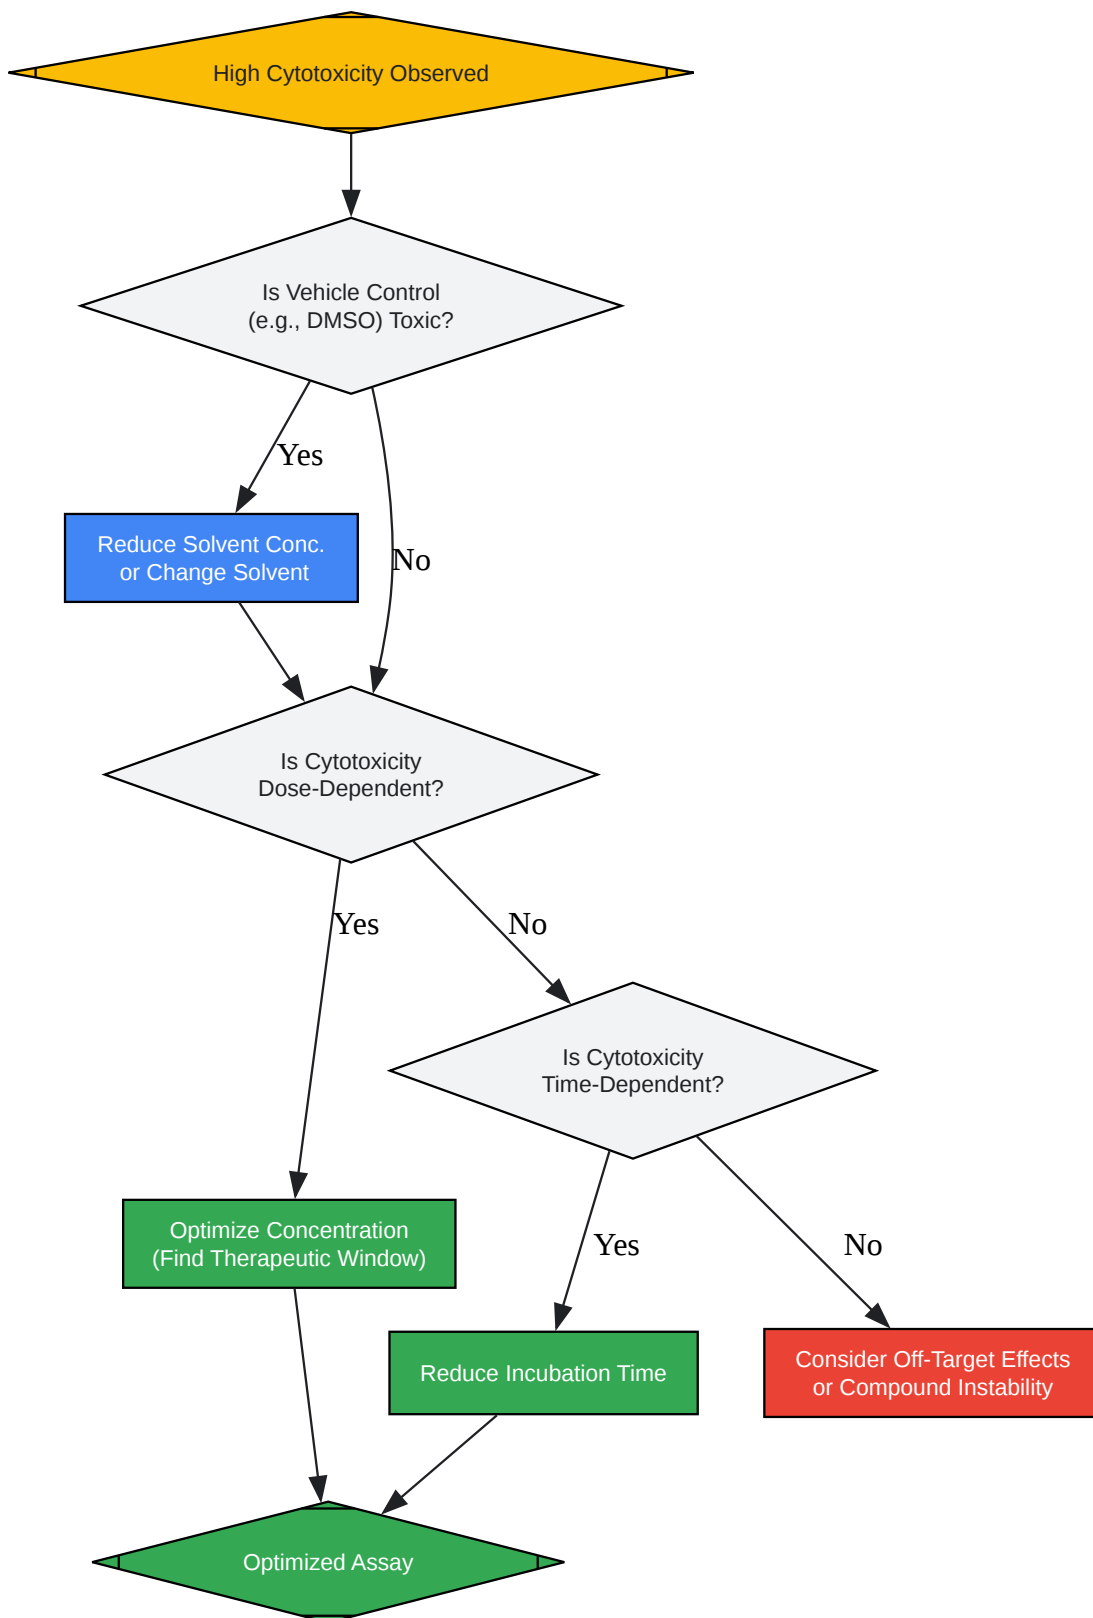 High Cytotoxicity Observed
Is Vehicle Control
(e.g., DMSO) Toxic?
Yes
Reduce Solvent Conc.
or Change Solvent
No
Is Cytotoxicity
Dose-Dependent?
Yes
No
Is Cytotoxicity
Time-Dependent?
Optimize Concentration
(Find Therapeutic Window)
Yes
No
Reduce Incubation Time
Consider Off-Target Effects
or Compound Instability
Optimized Assay